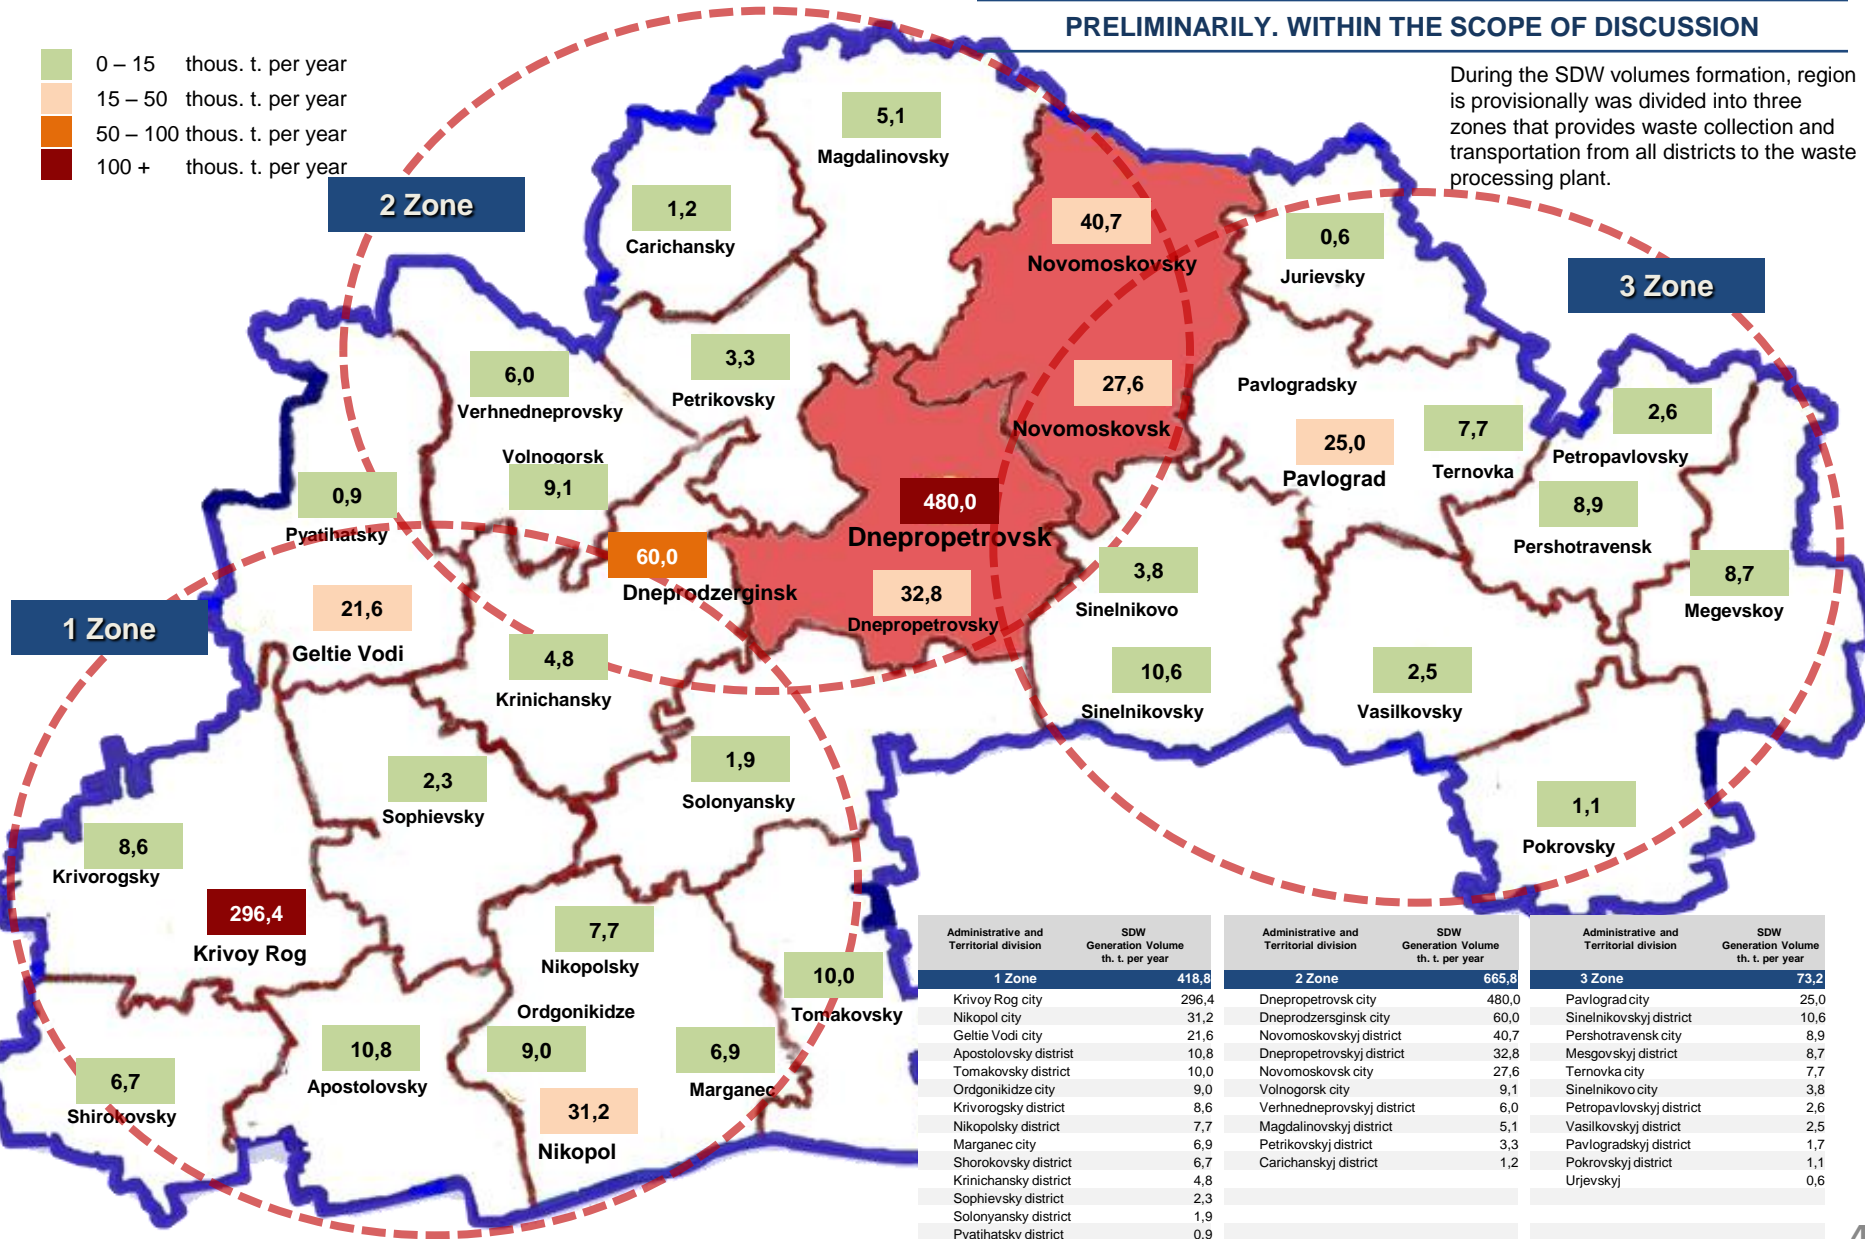 PRELIMINARILY. WITHIN THE SCOPE OF DISCUSSION
0 – 15 thous. t. per year
15 – 50 thous. t. per year
50 – 100 thous. t. per year
100 + thous. t. per year
During the SDW volumes formation, region
is provisionally was divided into three
zones that provides waste collection and
transportation from all districts to the waste
processing plant.
2 Zone
3 Zone
1 Zone
5,1
Magdalinovsky
1,2
Carichansky
40,7
Novomoskovsky
0,6
Jurievsky
3,3
Petrikovsky
6,0
Verhnedneprovsky
27,6
Novomoskovsk
Pavlogradsky
25,0
Pavlograd
7,7
Ternovka
2,6
Petropavlovsky
Volnogorsk
9,1
0,9
Pyatihatsky
480,0
Dnepropetrovsk
8,9
Pershotravensk
60,0
Dneprodzerginsk
3,8
Sinelnikovo
8,7
Megevskoy
21,6
Geltie Vodi
32,8
Dnepropetrovsky
4,8
Krinichansky
10,6
Sinelnikovsky
2,5
Vasilkovsky
2,3
Sophievsky
1,9
Solonyansky
1,1
Pokrovsky
8,6
Krivorogsky
296,4
Krivoy Rog
7,7
Nikopolsky
10,0
Tomakovsky
Ordgonikidze
9,0
10,8
Apostolovsky
6,9
Marganec
6,7
Shirokovsky
31,2
Nikopol
Administrative and Territorial division SDW Generation Volume th. t. per year
1 Zone 418,8
Krivoy Rog city 296,4
Nikopol city 31,2
Geltie Vodi city 21,6
Apostolovsky distrist 10,8
Tomakovsky district 10,0
Ordgonikidze city 9,0
Krivorogsky district 8,6
Nikopolsky district 7,7
Marganec city 6,9
Shorokovsky district 6,7
Krinichansky district 4,8
Sophievsky district 2,3
Solonyansky district 1,9
Pyatihatsky district 0,9
Administrative and Territorial division SDW Generation Volume th. t. per year
2 Zone 665,8
Dnepropetrovsk city 480,0
Dneprodzersginsk city 60,0
Novomoskovskyj district 40,7
Dnepropetrovskyj district 32,8
Novomoskovsk city 27,6
Volnogorsk city 9,1
Verhnedneprovskyj district 6,0
Magdalinovskyj district 5,1
Petrikovskyj district 3,3
Carichanskyj district 1,2
Administrative and Territorial division SDW Generation Volume th. t. per year
3 Zone 73,2
Pavlograd city 25,0
Sinelnikovskyj district 10,6
Pershotravensk city 8,9
Mesgovskyj district 8,7
Ternovka city 7,7
Sinelnikovo city 3,8
Petropavlovskyj district 2,6
Vasilkovskyj district 2,5
Pavlogradskyj district 1,7
Pokrovskyj district 1,1
Urjevskyj 0,6
4